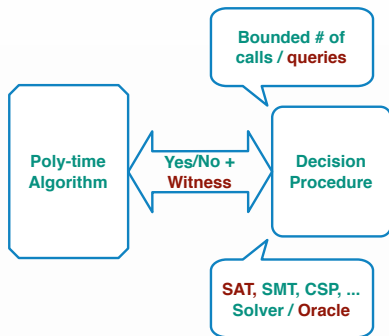 Bounded # of
calls / queries
Poly-time
Algorithm
Yes/No +
Witness
Decision
Procedure
SAT, SMT, CSP, ...
Solver / Oracle